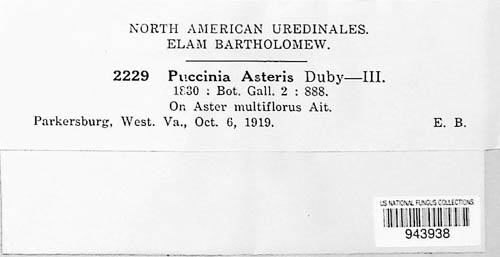 NORTH AMERICAN UREDINALES.
ELAM BARTHOLOMEW.
2229 Puccinia Asteris Duby—III.
1830 : Bot. Gall. 2 : 888.
On Aster multiflorus Ait.
Parkersburg, West. Va., Oct. 6, 1919. E. B.
US NATIONAL FUNGUS COLLECTIONS
943938